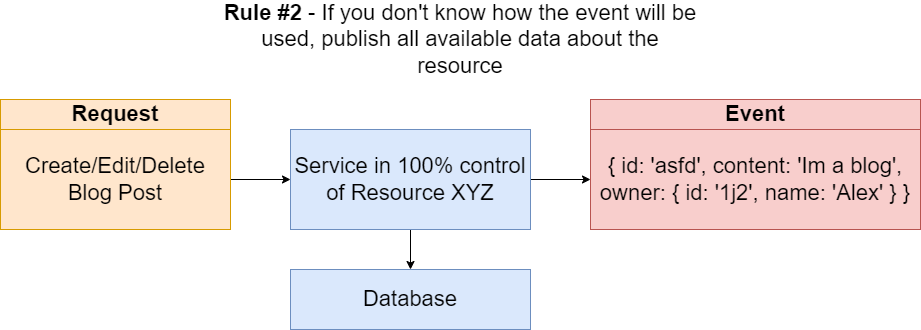 Rule #2 - If you don't know how the event will be
used, publish all available data about the
resource
Request
Create/Edit/Delete
Blog Post
Service in 100% control
of Resource XYZ
Event
{ id: 'asfd', content: 'Im a blog',
owner: { id: '1j2', name: 'Alex' } }
Database